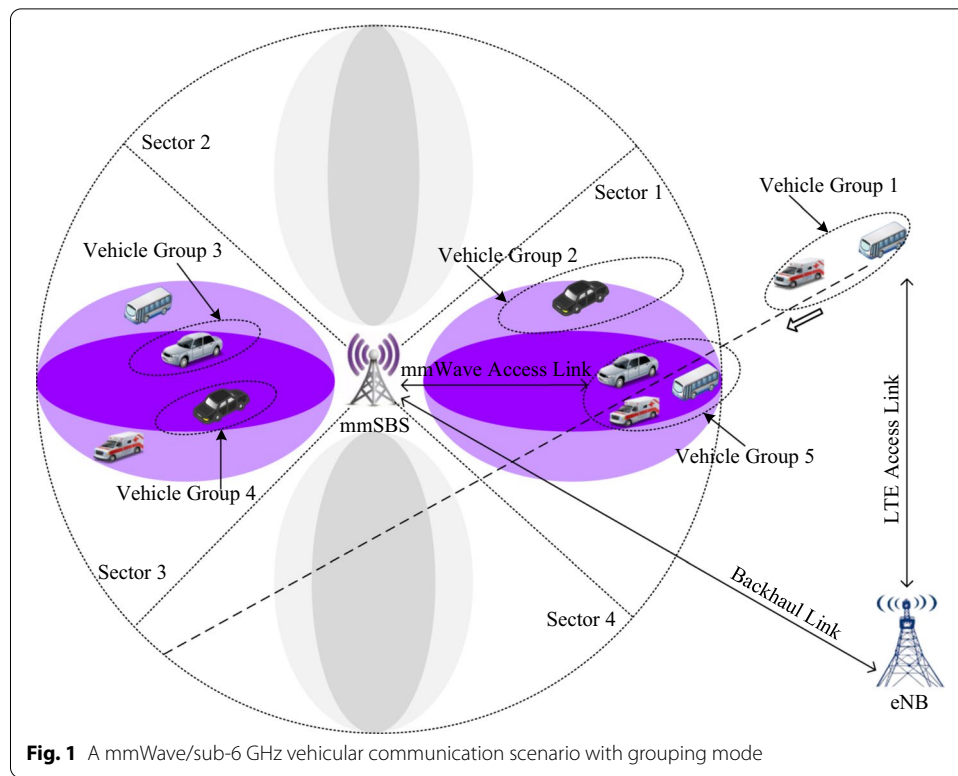 Sector 2
Sector 1
Vehicle Group 1
Vehicle Group 3
Vehicle Group 2
mmWave Access Link
mmSBS
Vehicle Group 5
Vehicle Group 4
LTE Access Link
Sector 3
Backhaul Link
Sector 4
eNB
Fig. 1 A mmWave/sub-6 GHz vehicular communication scenario with grouping mode